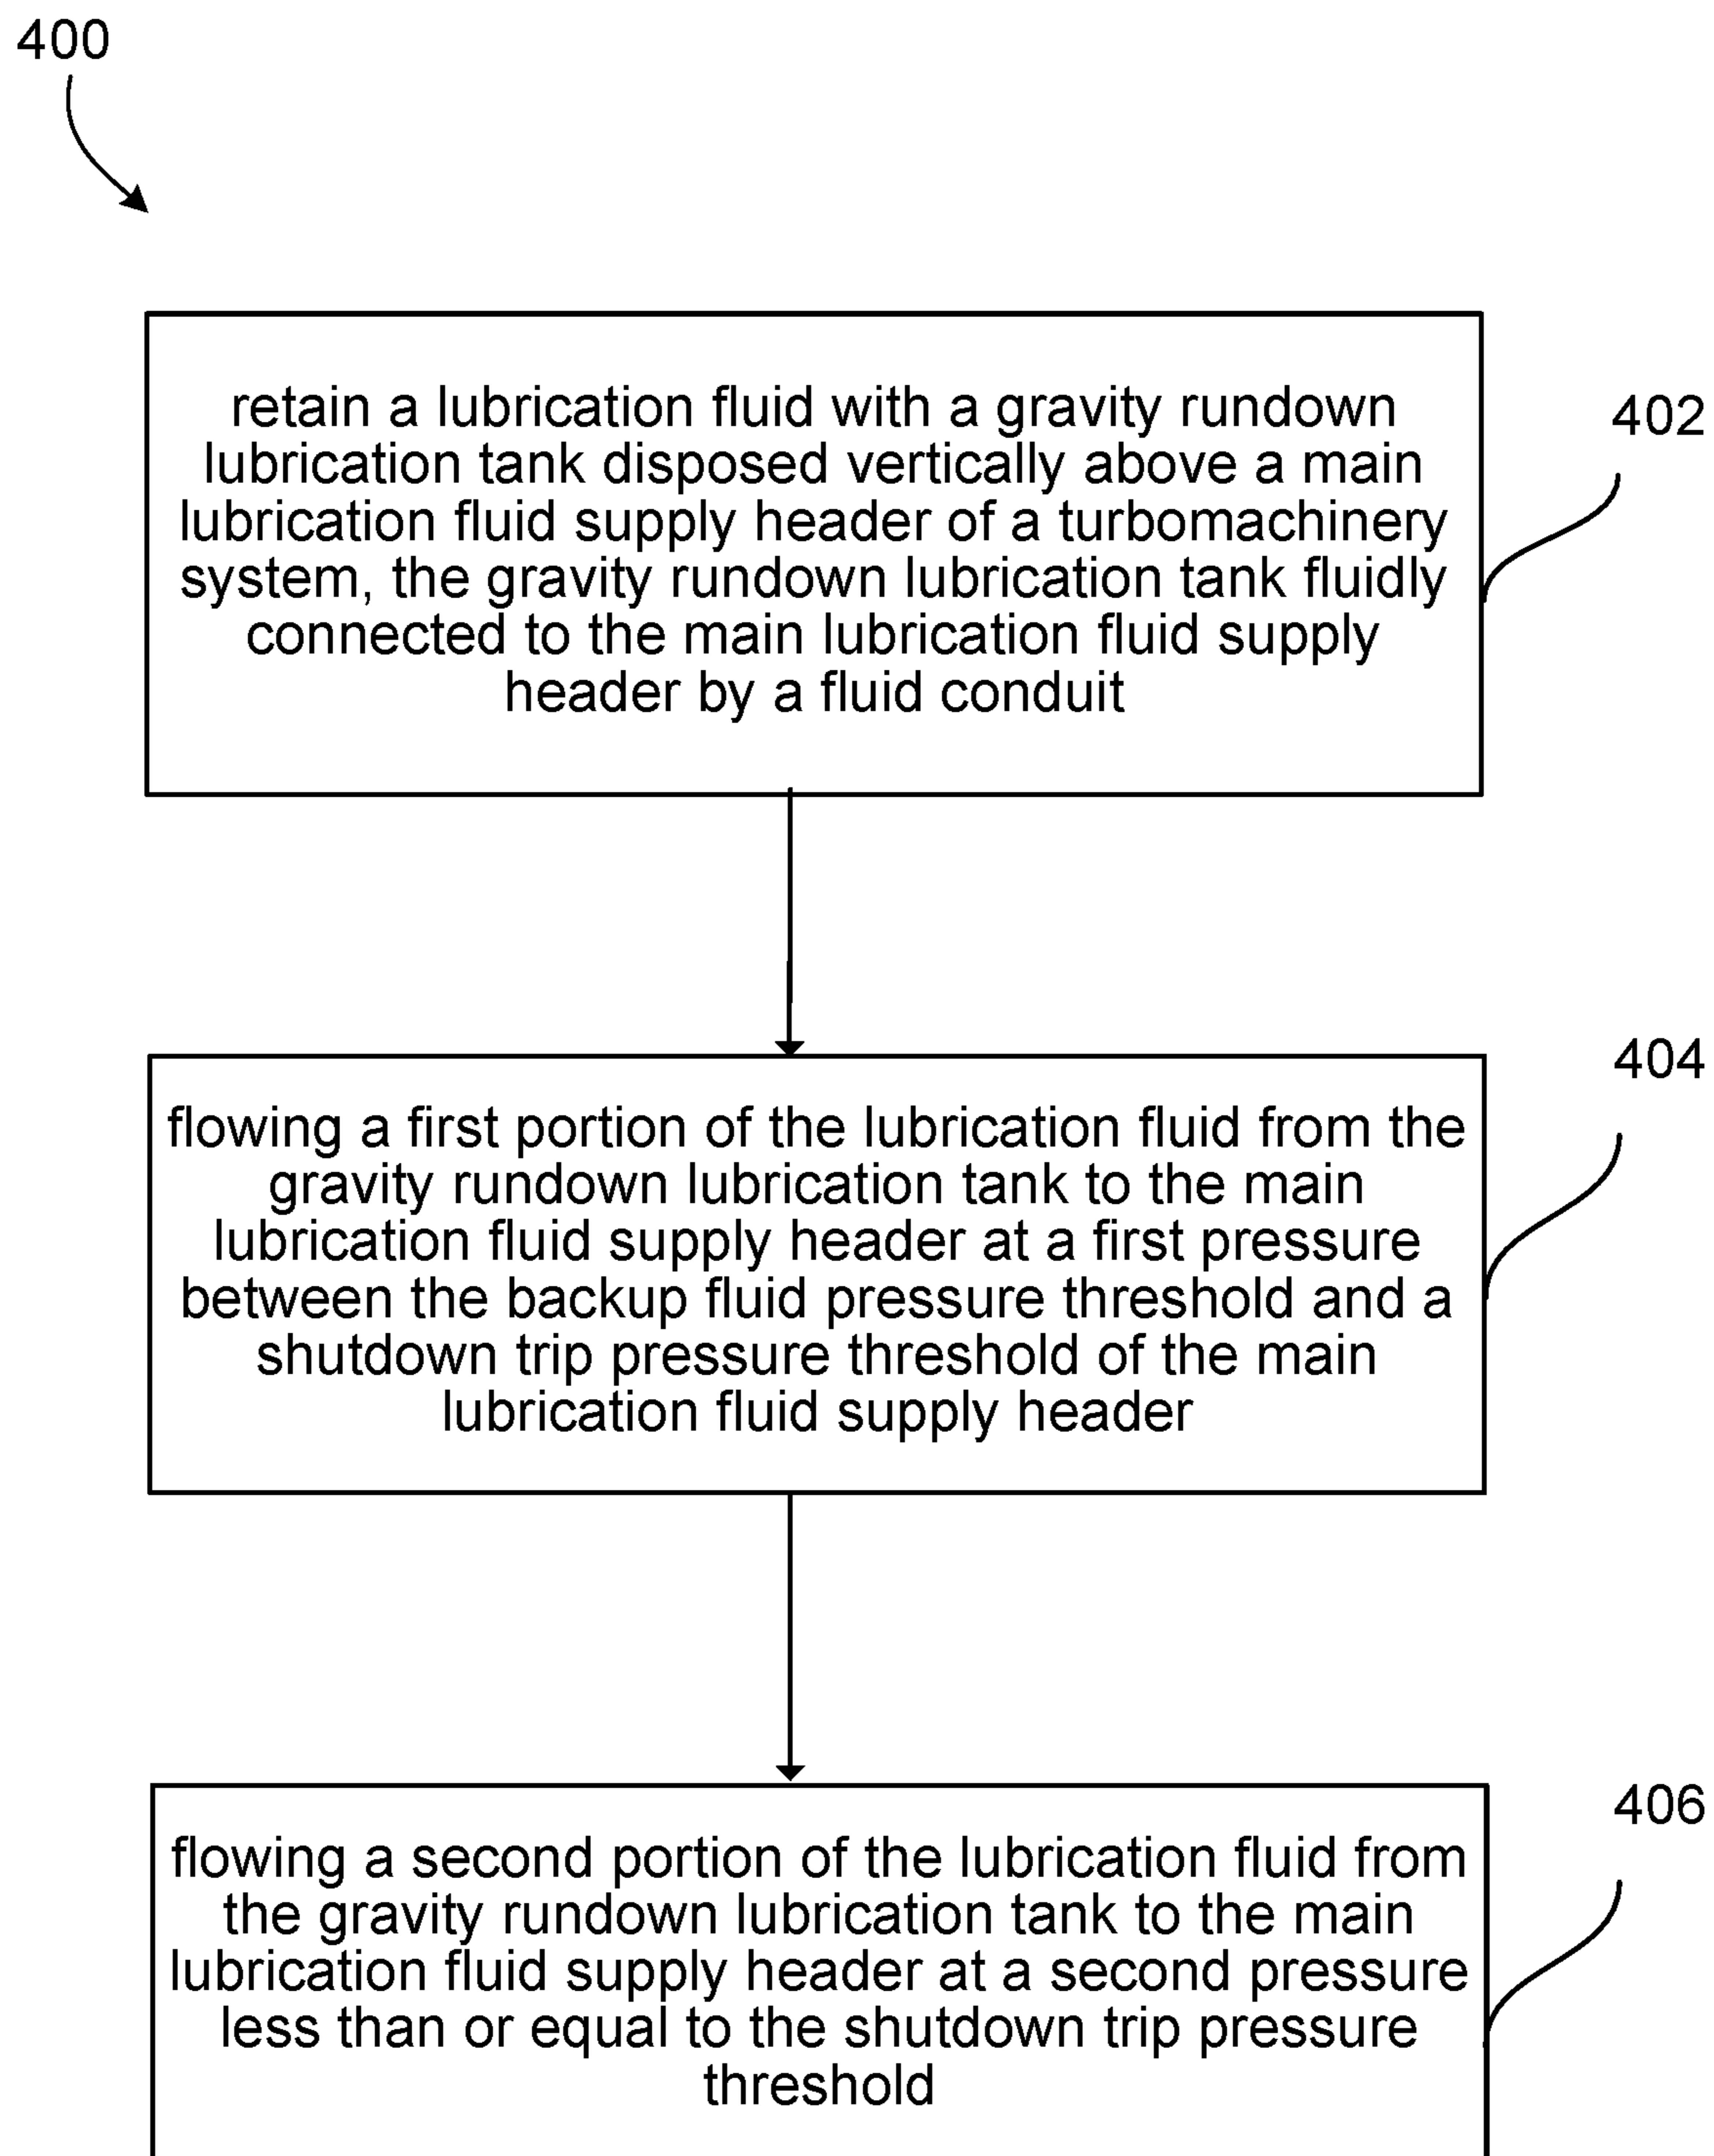 400
retain a lubrication fluid with a gravity rundown
lubrication tank disposed vertically above a main
lubrication fluid supply header of a turbomachinery
system, the gravity rundown lubrication tank fluidly
connected to the main lubrication fluid supply
header by a fluid conduit
402
flowing a first portion of the lubrication fluid from the
gravity rundown lubrication tank to the main
lubrication fluid supply header at a first pressure
between the backup fluid pressure threshold and a
shutdown trip pressure threshold of the main
lubrication fluid supply header
404
flowing a second portion of the lubrication fluid from
the gravity rundown lubrication tank to the main
lubrication fluid supply header at a second pressure
less than or equal to the shutdown trip pressure
threshold
406